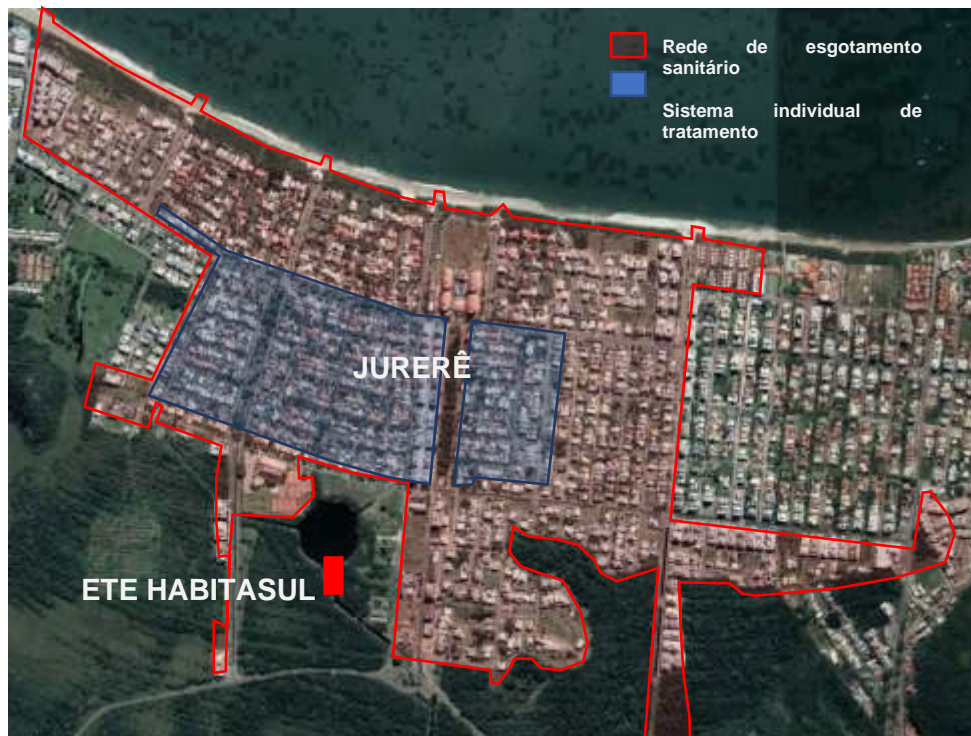 Rede de esgotamento
sanitário
Sistema individual de
tratamento
JURERÊ
ETE HABITASUL